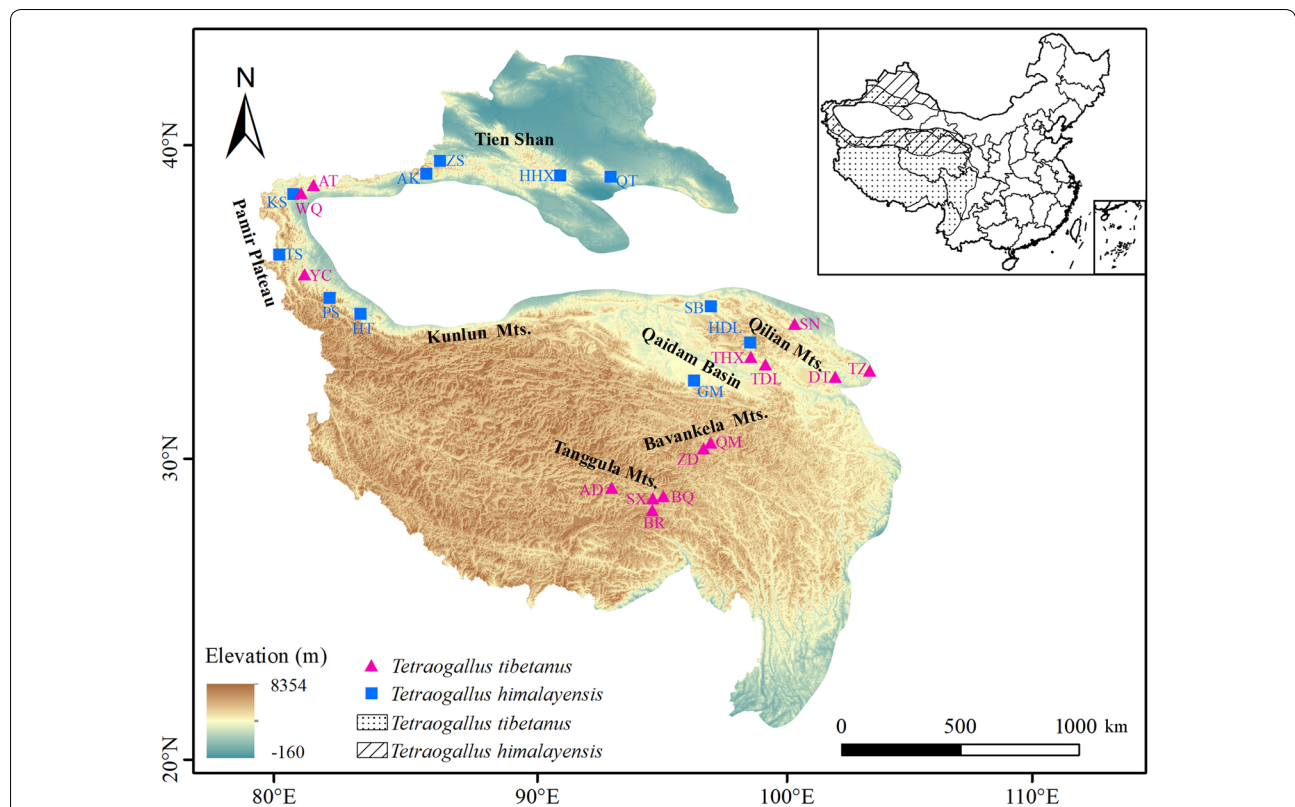 N
40°N
30°N
20°N
80°E
90°E
100°E
110°E
Tien Shan
ZS
AK
HHX
QT
AT
KS
WQ
Pamir Plateau
TS
YC
PS
HT
Kunlun Mts.
SB
HDL
SN
Qilian Mts.
THX
TDL
DT
TZ
Qaidam Basin
GM
Bavankela Mts.
QM
ZD
Tanggula Mts.
AD
SX
BQ
BR
Elevation (m)
8354
-160
Tetraogallus tibetanus
Tetraogallus himalayensis
Tetraogallus tibetanus
Tetraogallus himalayensis
0 500 1000 km